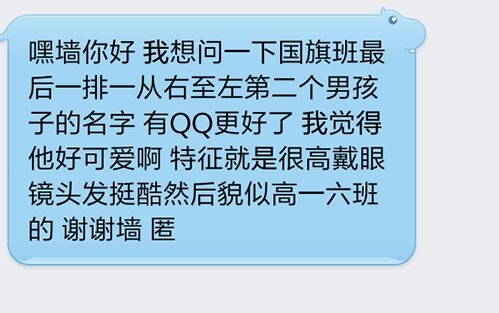 嘿墙你好 我想问一下国旗班最
后一排一从右至左第二个男孩
子的名字 有QQ更好了 我觉得
他好可爱啊 特征就是很高戴眼
镜头发挺酷然后貌似高一六班
的 谢谢墙 匿